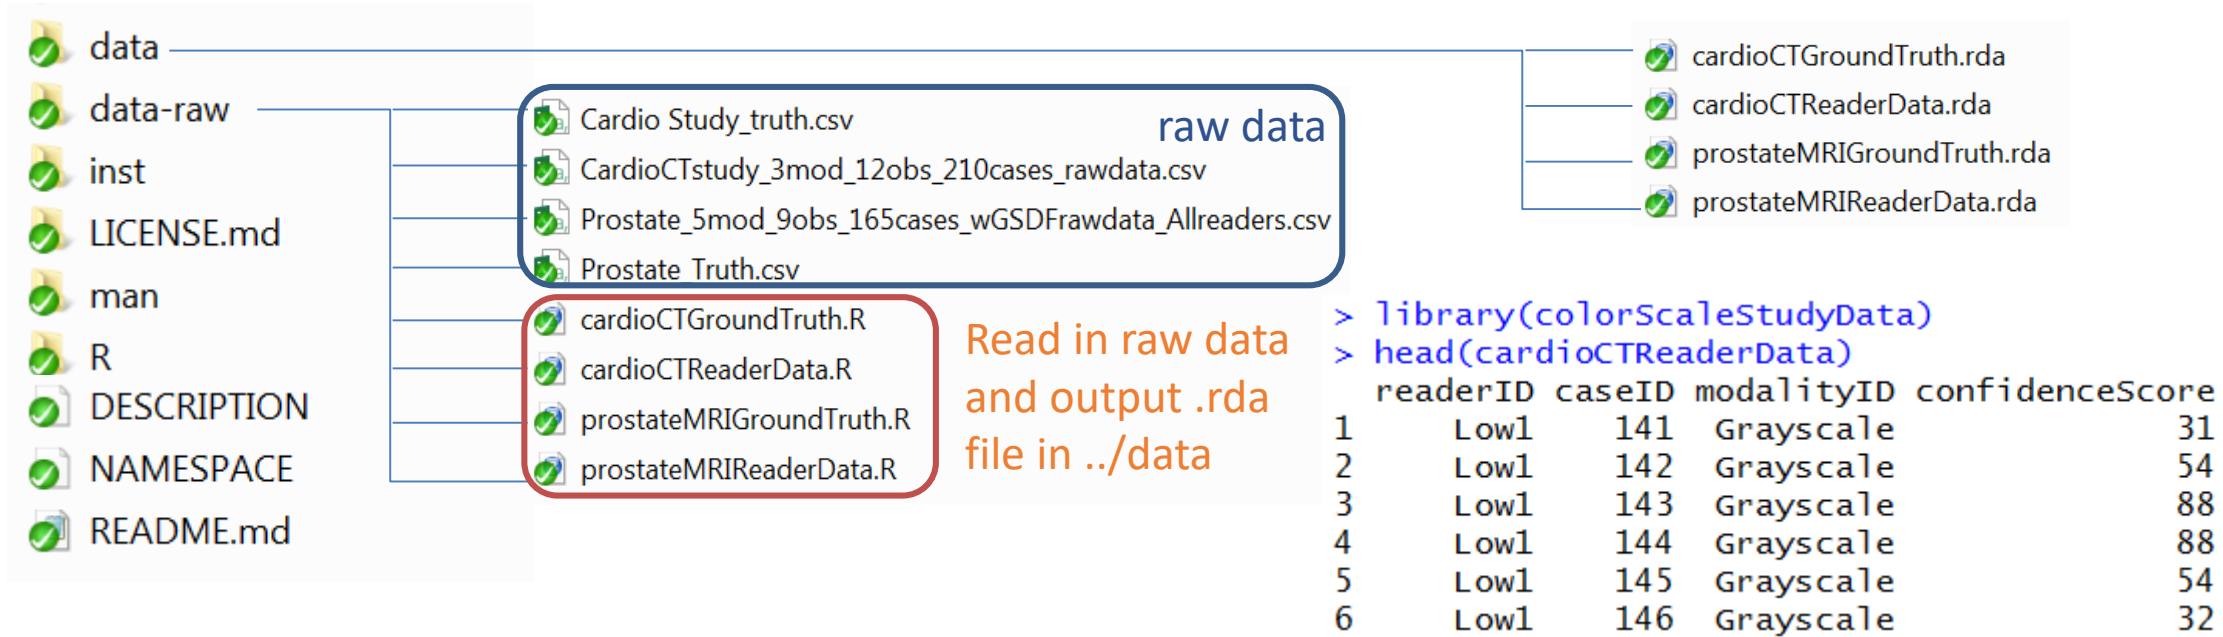 data
data-raw
inst
LICENSE.md
man
R
DESCRIPTION
NAMESPACE
README.md
Cardio Study_truth.csv
raw data
CardioCTstudy_3mod_12obs_210cases_rawdata.csv
Prostate_5mod_9obs_165cases_wGSDFrawdata_Allreaders.csv
Prostate_Truth.csv
cardioCTGroundTruth.R
cardioCTReaderData.R
prostateMRIGroundTruth.R
prostateMRIReaderData.R
Read in raw data
and output .rda
file in ../data
cardioCTGroundTruth.rda
cardioCTReaderData.rda
prostateMRIGroundTruth.rda
prostateMRIReaderData.rda
> library(colorScaleStudyData)
> head(cardioCTReaderData)
readerID caseID modalityID confidenceScore
1 Low1 141 Grayscale 31
2 Low1 142 Grayscale 54
3 Low1 143 Grayscale 88
4 Low1 144 Grayscale 88
5 Low1 145 Grayscale 54
6 Low1 146 Grayscale 32